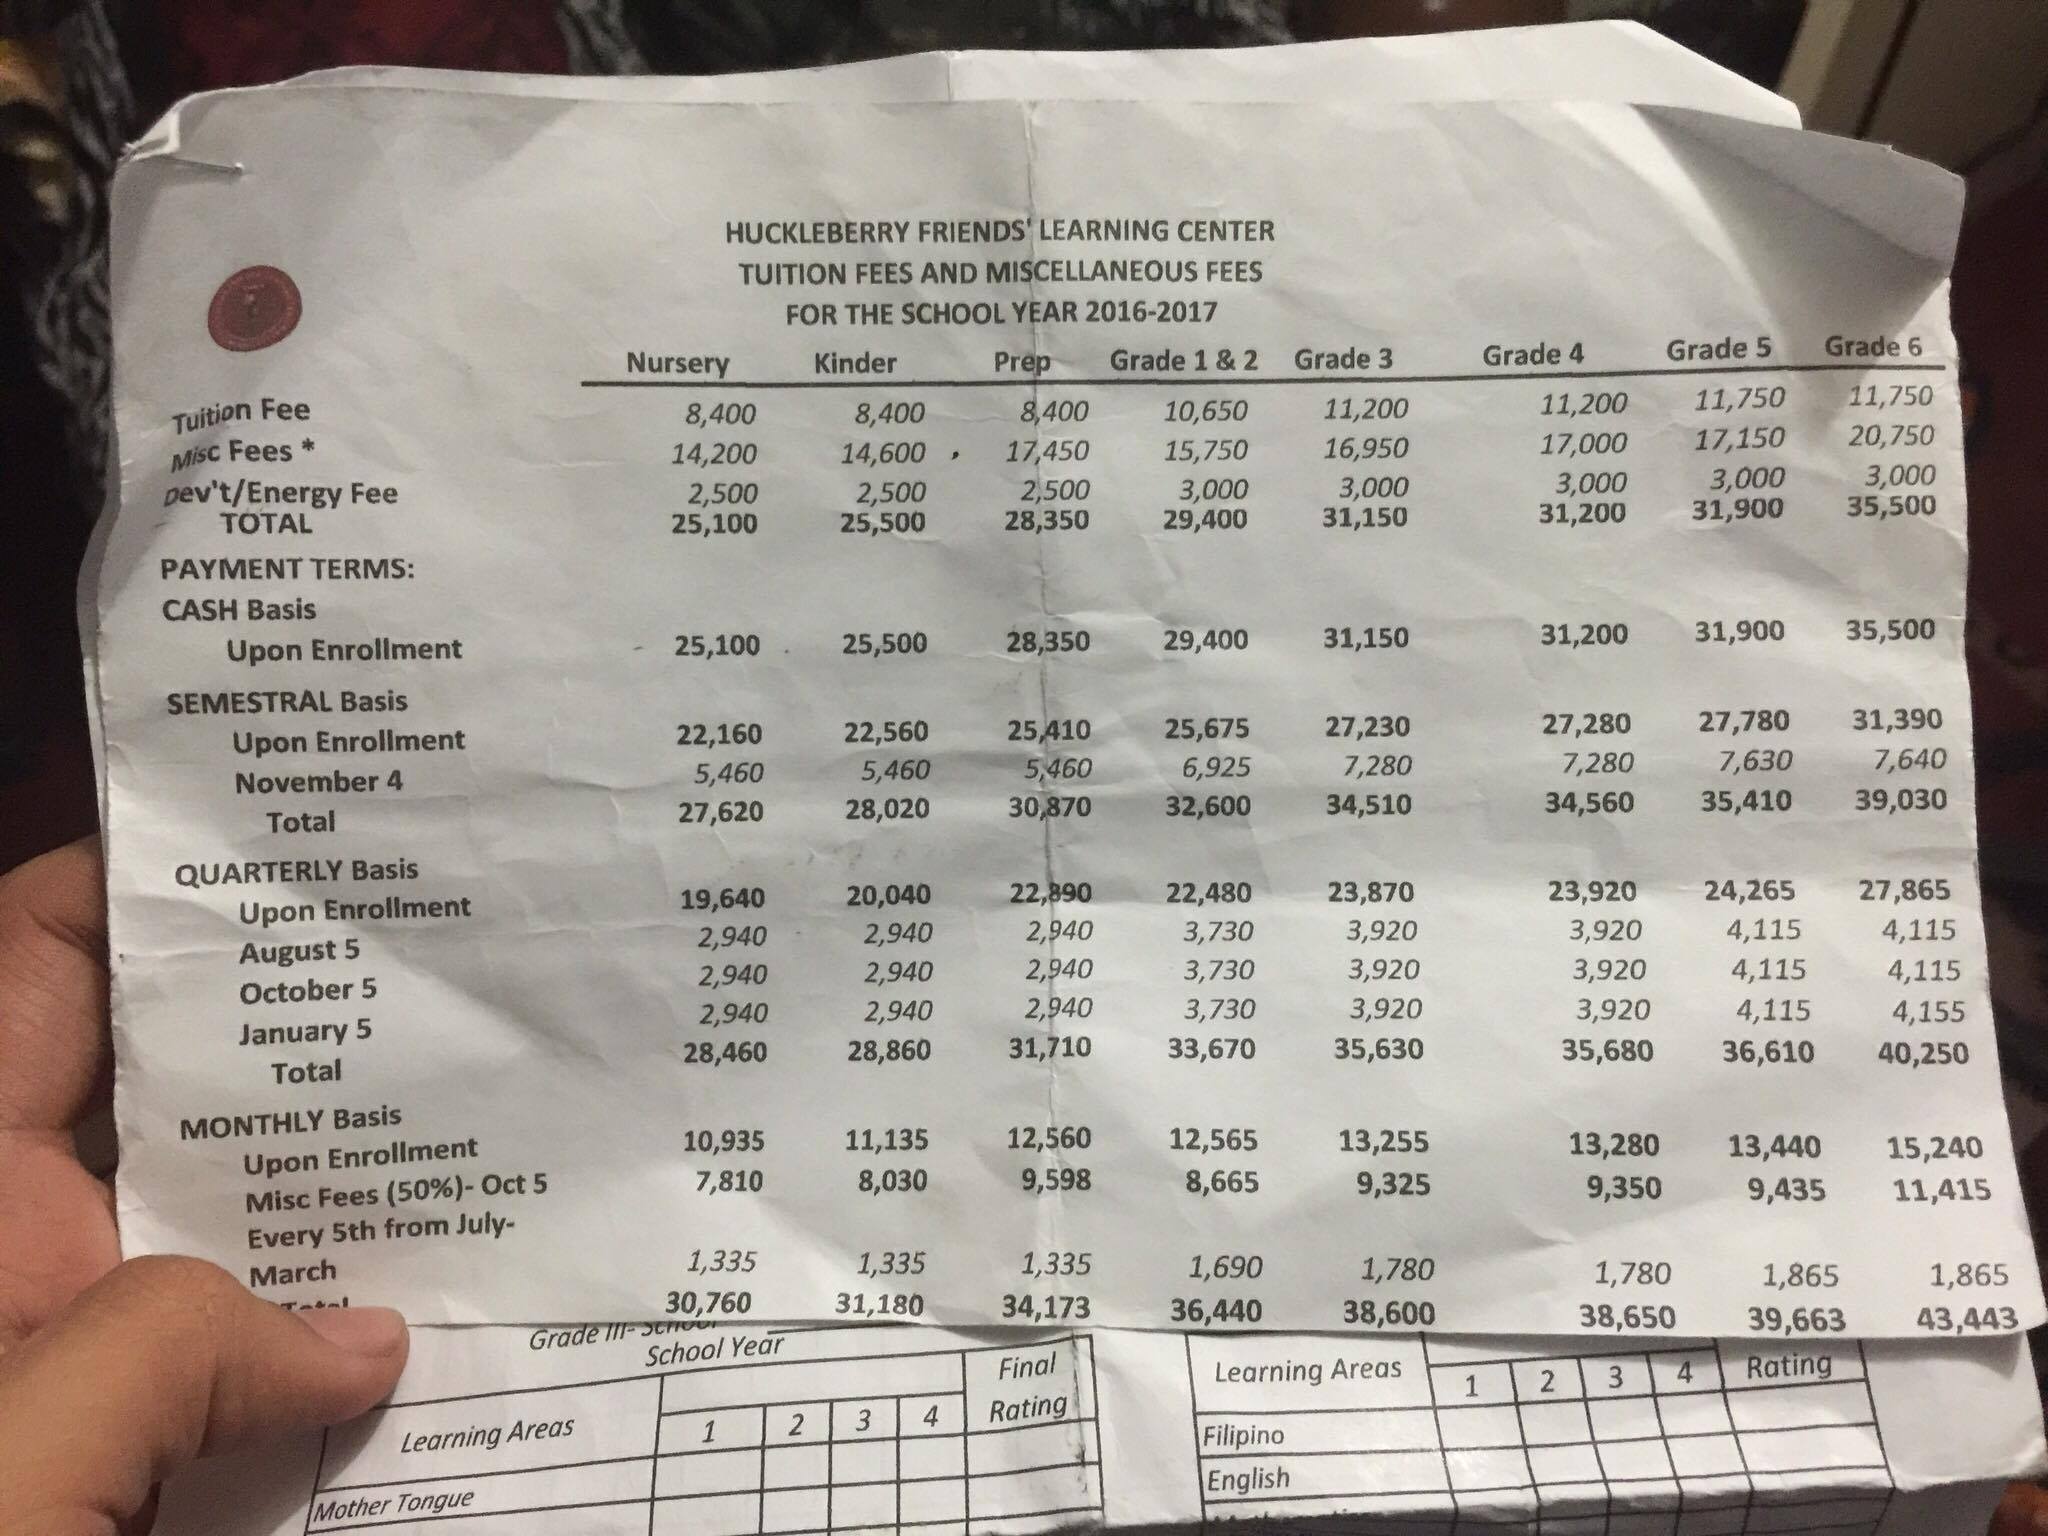 HUCKLEBERRY FRIENDS' LEARNING CENTER
TUITION FEES AND MISCELLANEOUS FEES
FOR THE SCHOOL YEAR 2016-2017
Nursery Kinder Prep Grade 1 & 2 Grade 3 Grade 4 Grade 5 Grade 6
Tuition Fee 8,400 8,400 8,400 10,650 11,200 11,200 11,750 11,750
Misc Fees * 14,200 14,600 17,450 15,750 16,950 17,000 17,150 20,750
Dev't/Energy Fee 2,500 2,500 2,500 3,000 3,000 3,000 3,000 3,000
TOTAL 25,100 25,500 28,350 29,400 31,150 31,200 31,900 35,500
PAYMENT TERMS:
CASH Basis
Upon Enrollment 25,100 25,500 28,350 29,400 31,150 31,200 31,900 35,500
SEMESTRAL Basis
Upon Enrollment 22,160 22,560 25,410 25,675 27,230 27,280 27,780 31,390
November 4 5,460 5,460 5,460 6,925 7,280 7,280 7,630 7,640
Total 27,620 28,020 30,870 32,600 34,510 34,560 35,410 39,030
QUARTERLY Basis
Upon Enrollment 19,640 20,040 22,890 22,480 23,870 23,920 24,265 27,865
August 5 2,940 2,940 2,940 3,730 3,920 3,920 4,115 4,115
October 5 2,940 2,940 2,940 3,730 3,920 3,920 4,115 4,115
January 5 2,940 2,940 2,940 3,730 3,920 3,920 4,115 4,155
Total 28,460 28,860 31,710 33,670 35,630 35,680 36,610 40,250
MONTHLY Basis
Upon Enrollment 10,935 11,135 12,560 12,565 13,255 13,280 13,440 15,240
Misc Fees (50%)- Oct 5 7,810 8,030 9,598 8,665 9,325 9,350 9,435 11,415
Every 5th from July-
March 1,335 1,335 1,335 1,690 1,780 1,780 1,865 1,865
Total 30,760 31,180 34,173 36,440 38,600 38,650 39,663 43,443
Grade III- School
School Year
Learning Areas 1 2 3 4 Final Rating
Mother Tongue
Learning Areas 1 2 3 4 Rating
Filipino
English